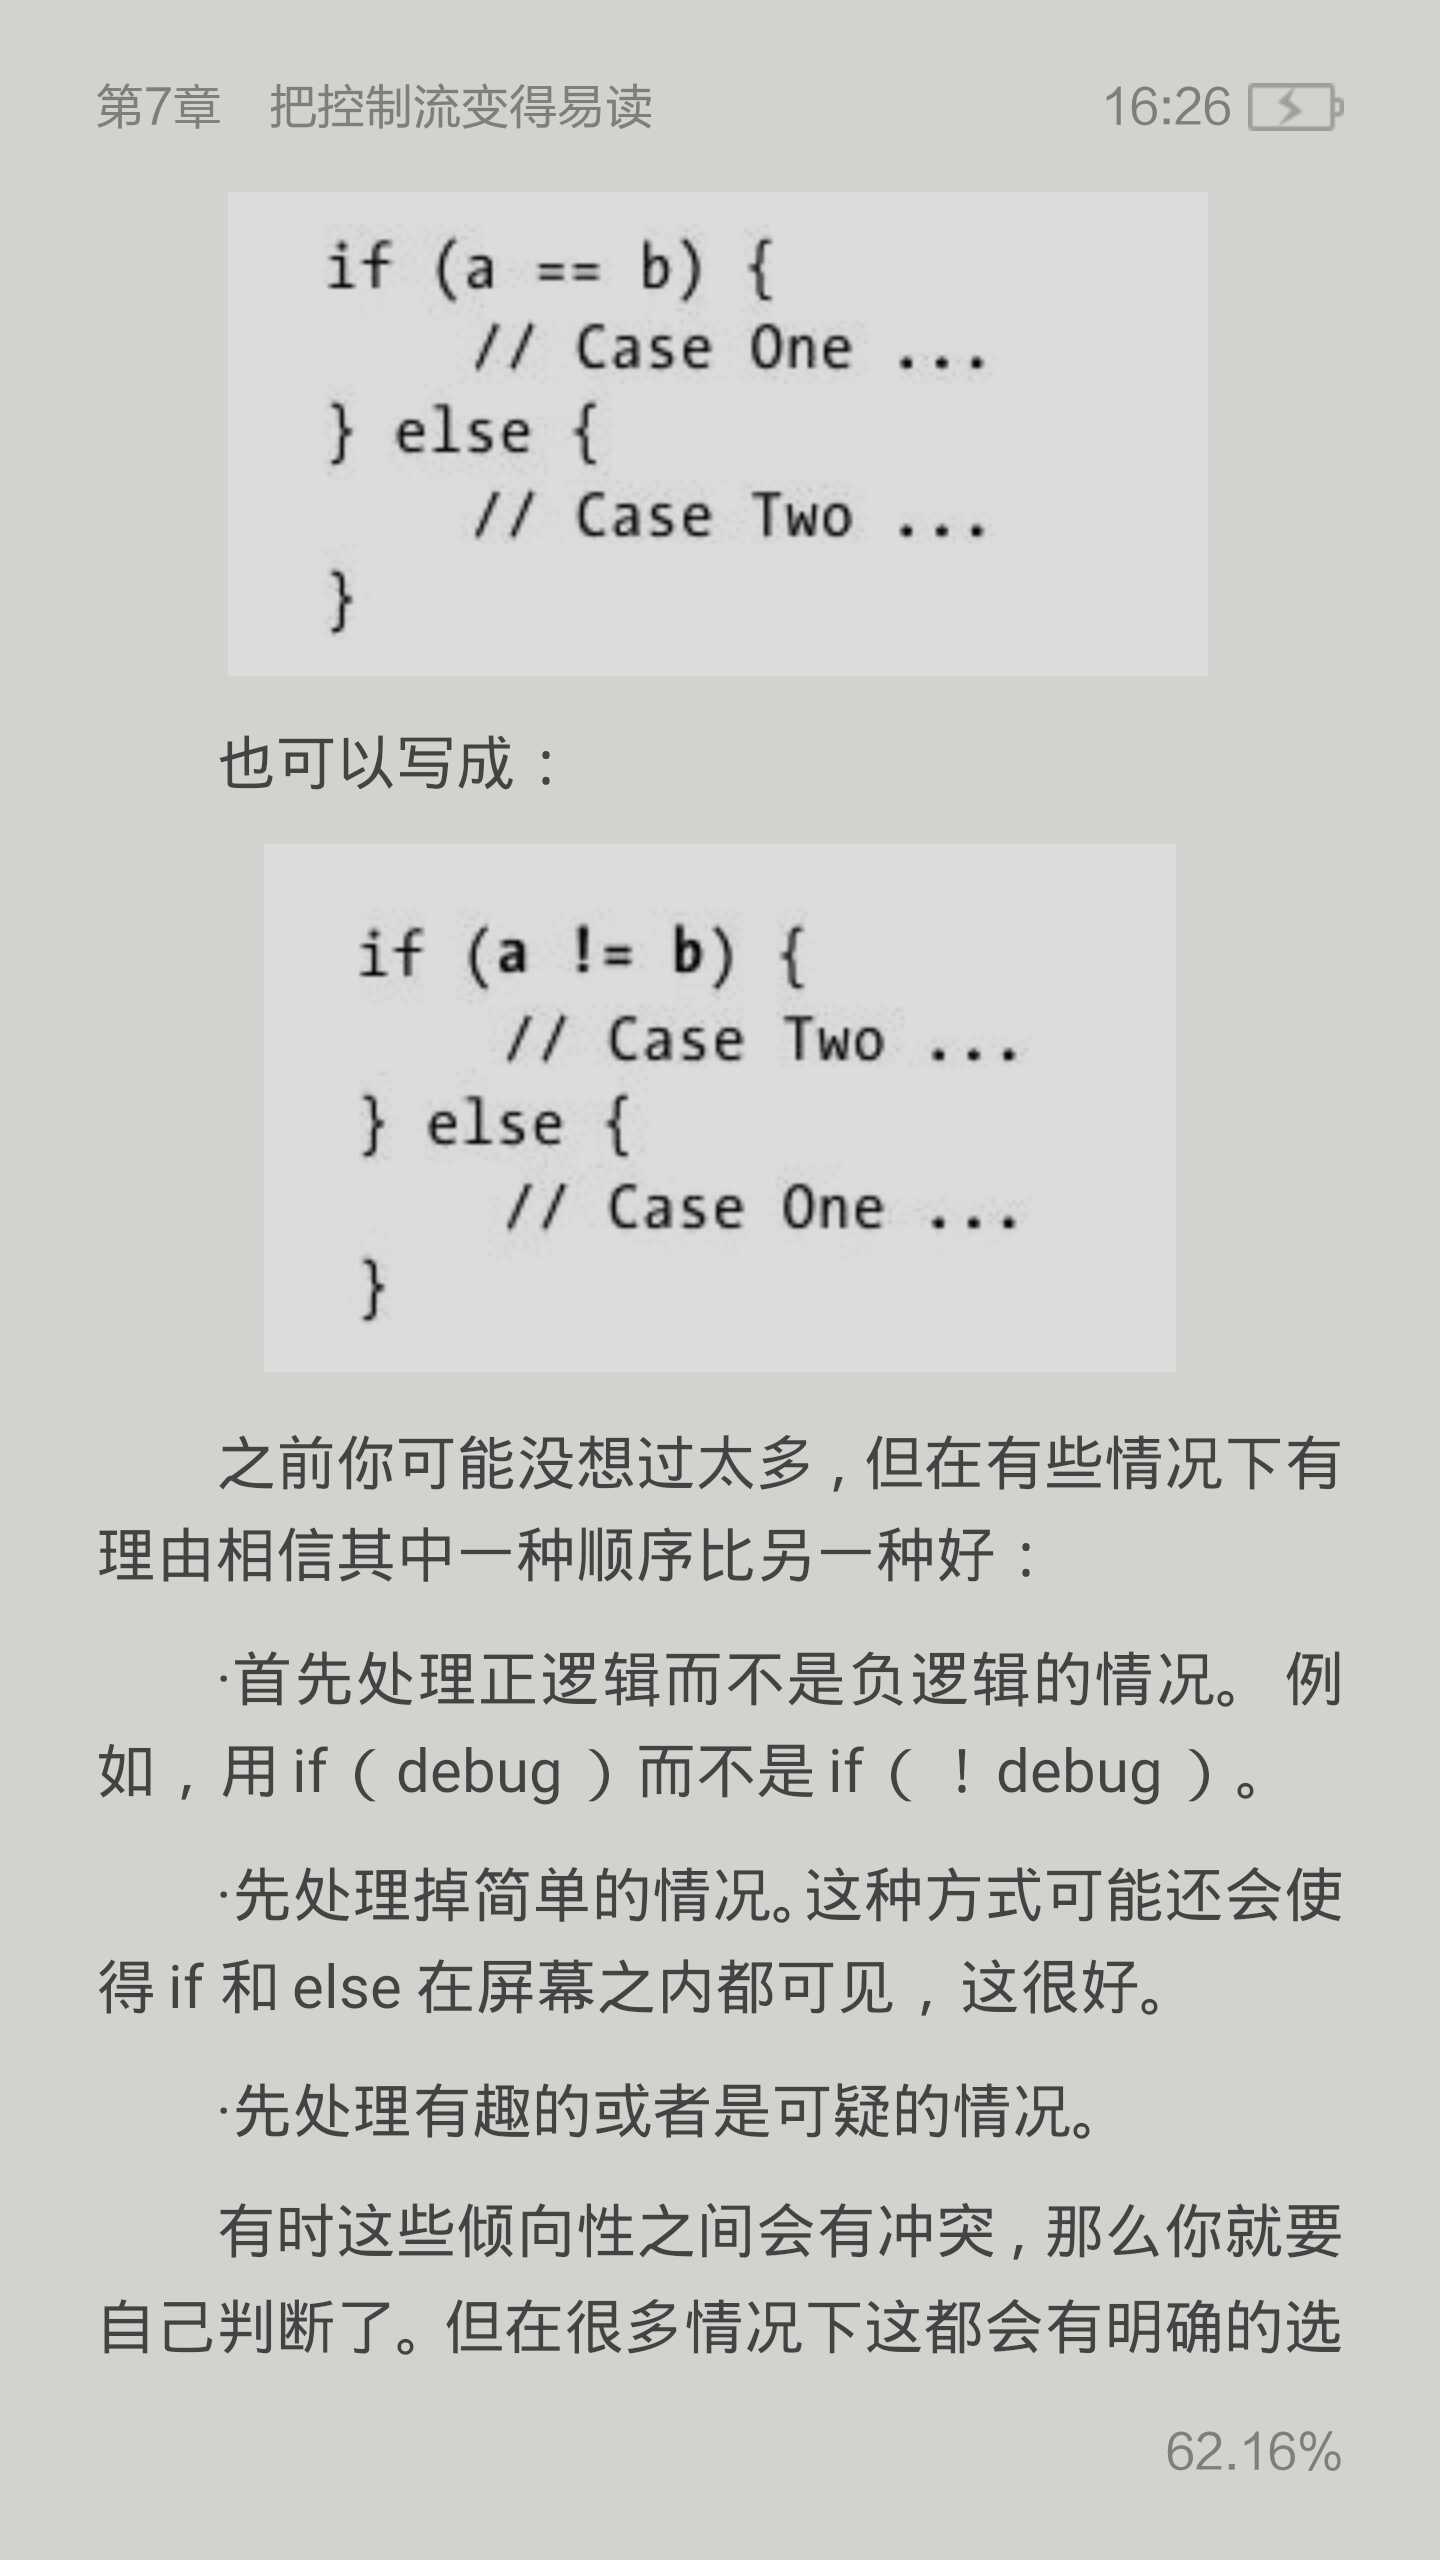 第7章 把控制流变得易读 16:26
if (a == b) {
// Case One ...
} else {
// Case Two ...
}
也可以写成：
if (a != b) {
// Case Two ...
} else {
// Case One ...
}
之前你可能没想过太多，但在有些情况下有
理由相信其中一种顺序比另一种好：
·首先处理正逻辑而不是负逻辑的情况。 例
如，用 if（debug）而不是 if（！debug）。
·先处理掉简单的情况。这种方式可能还会使
得 if 和 else 在屏幕之内都可见，这很好。
·先处理有趣的或者是可疑的情况。
有时这些倾向性之间会有冲突，那么你就要
自己判断了。但在很多情况下这都会有明确的选
62.16%